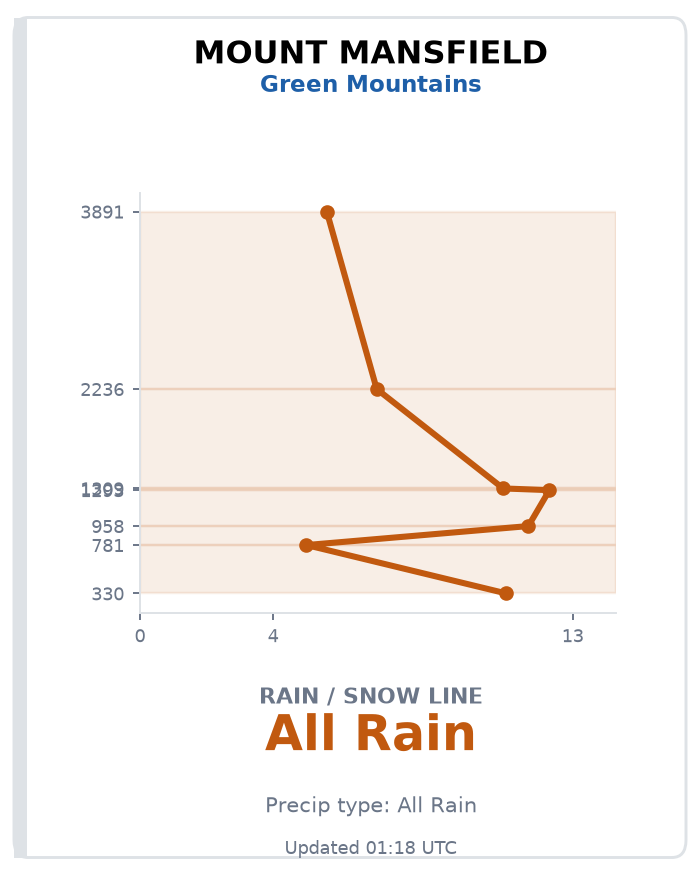 MOUNT MANSFIELD
Green Mountains
3891
2236
958
781
330
0 4 13
RAIN / SNOW LINE
All Rain
Precip type: All Rain
Updated 01:18 UTC